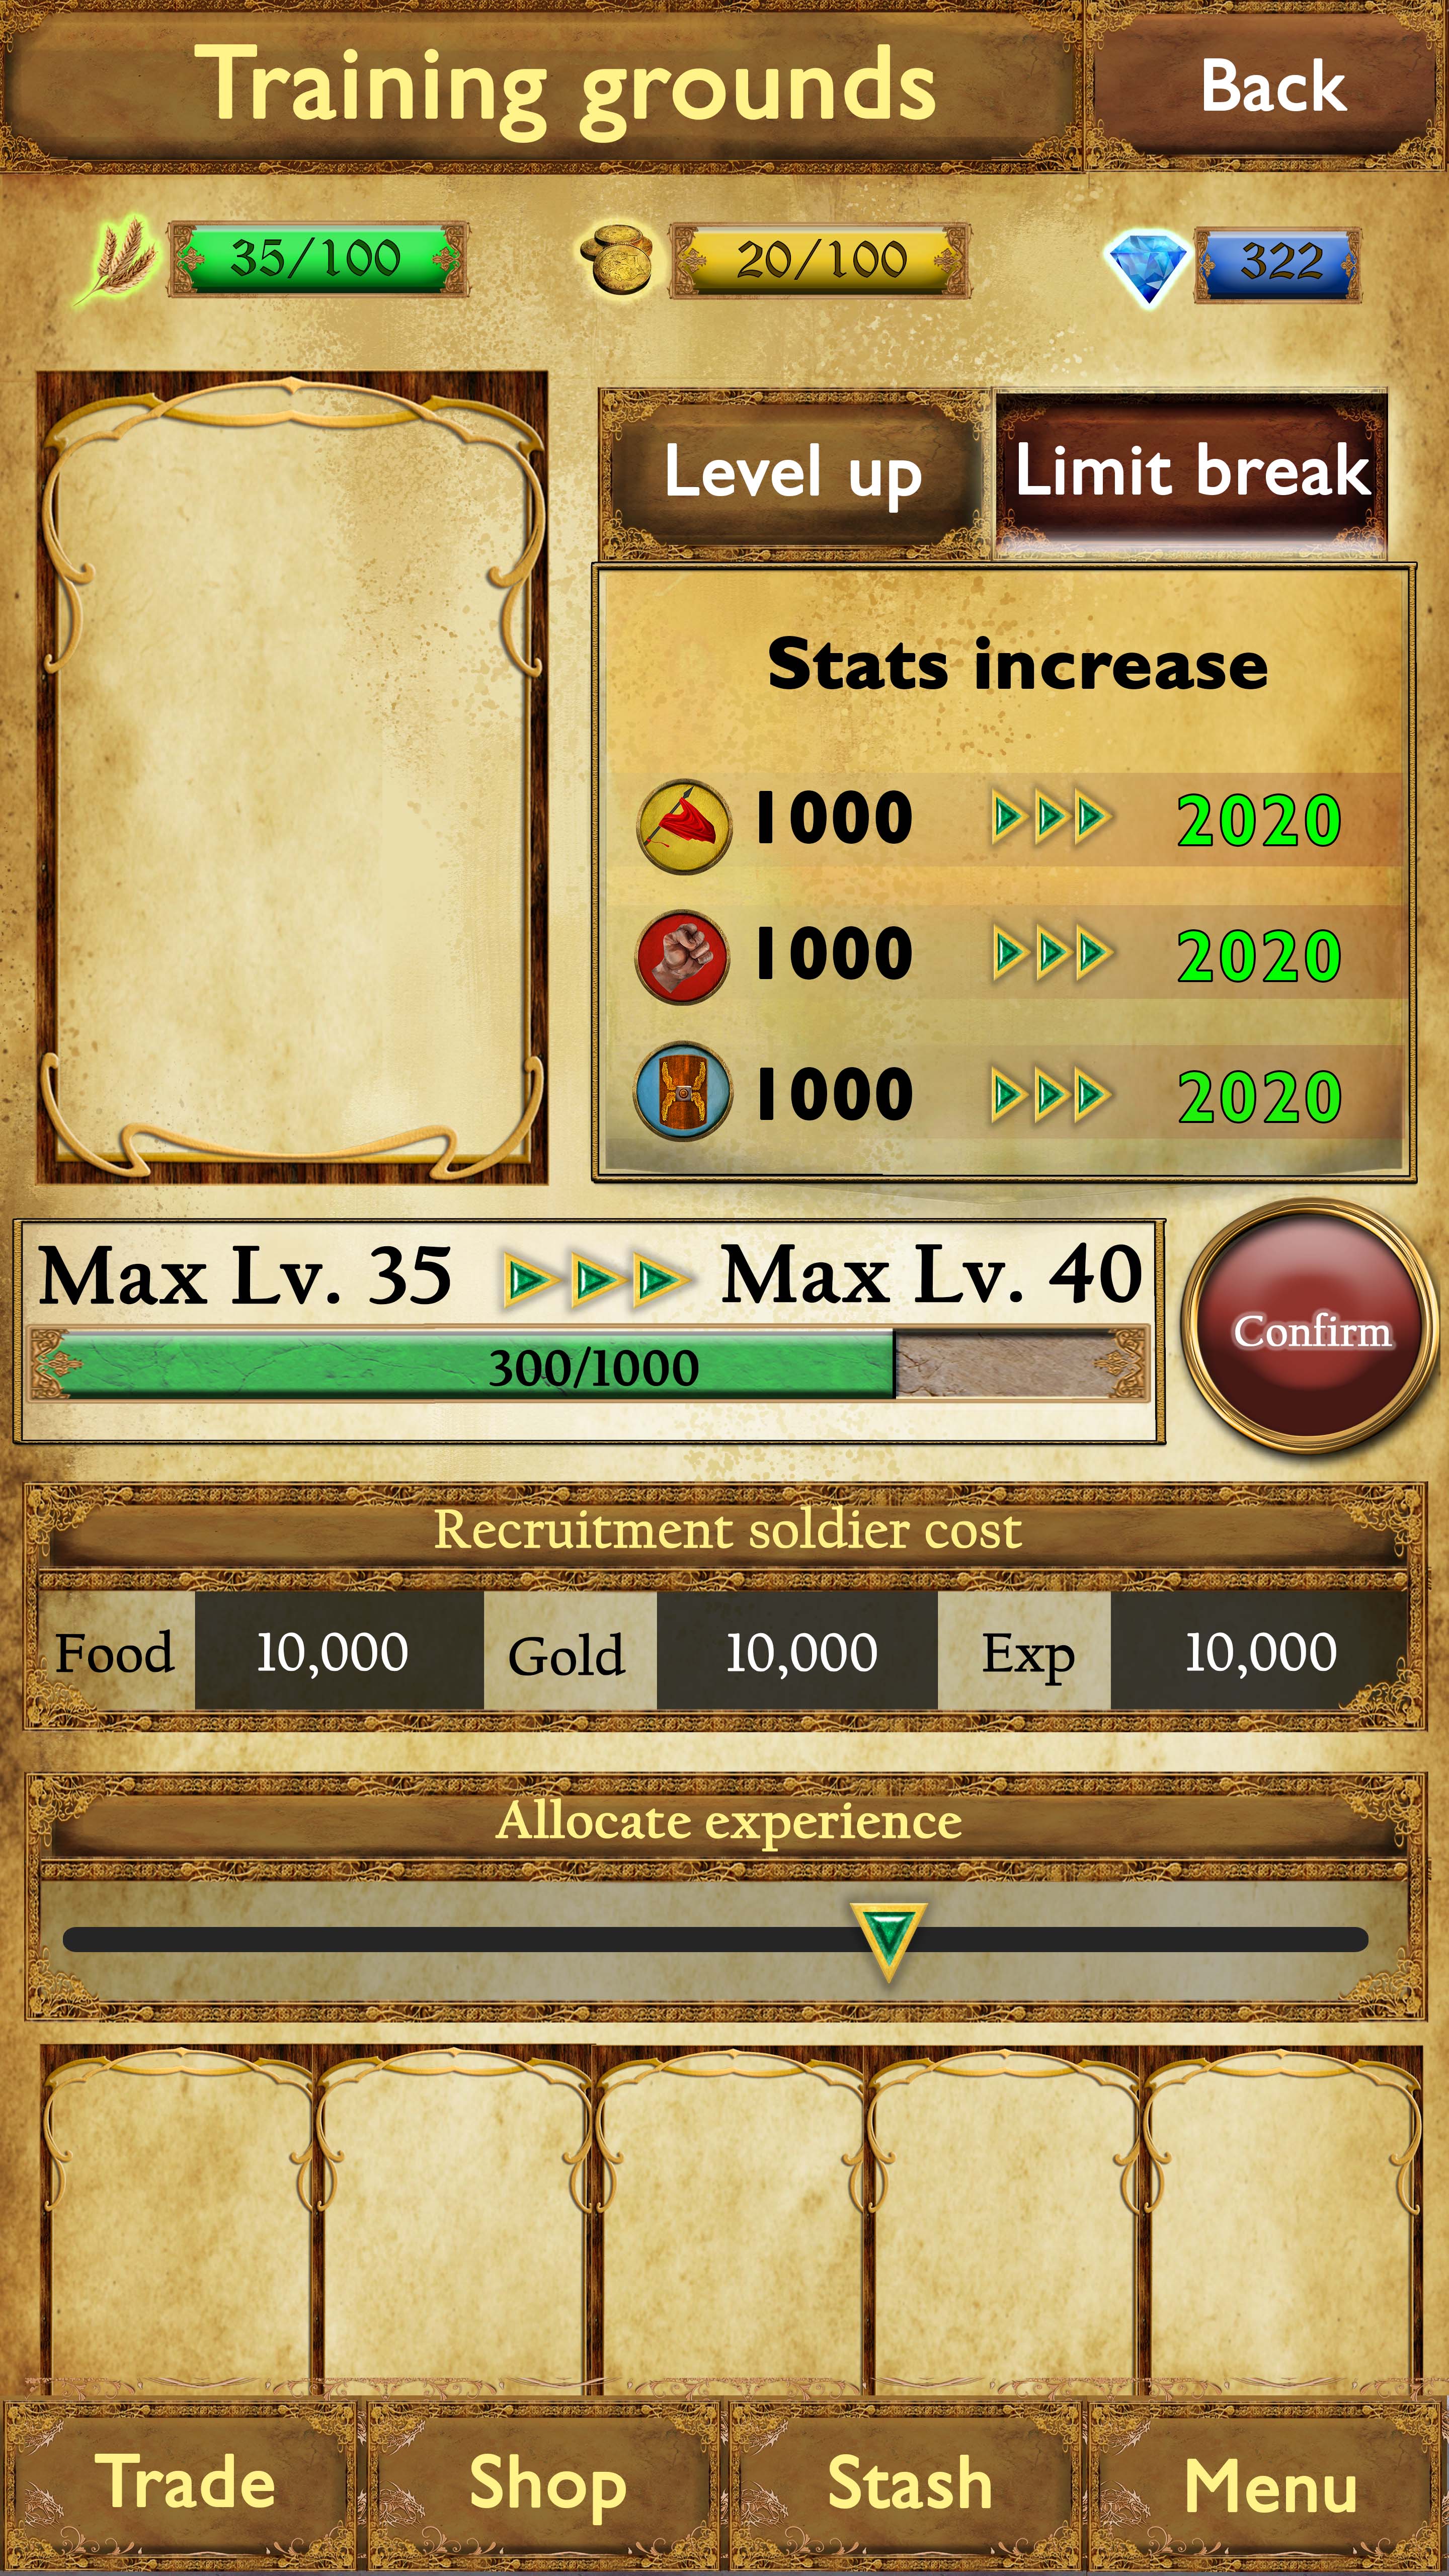 Training grounds
Back
35/100
20/100
322
Level up
Limit break
Stats increase
1000 2020
1000 2020
1000 2020
Max Lv. 35 Max Lv. 40
300/1000
Confirm
Recruitment soldier cost
Food 10,000 Gold 10,000 Exp 10,000
Allocate experience
Trade
Shop
Stash
Menu